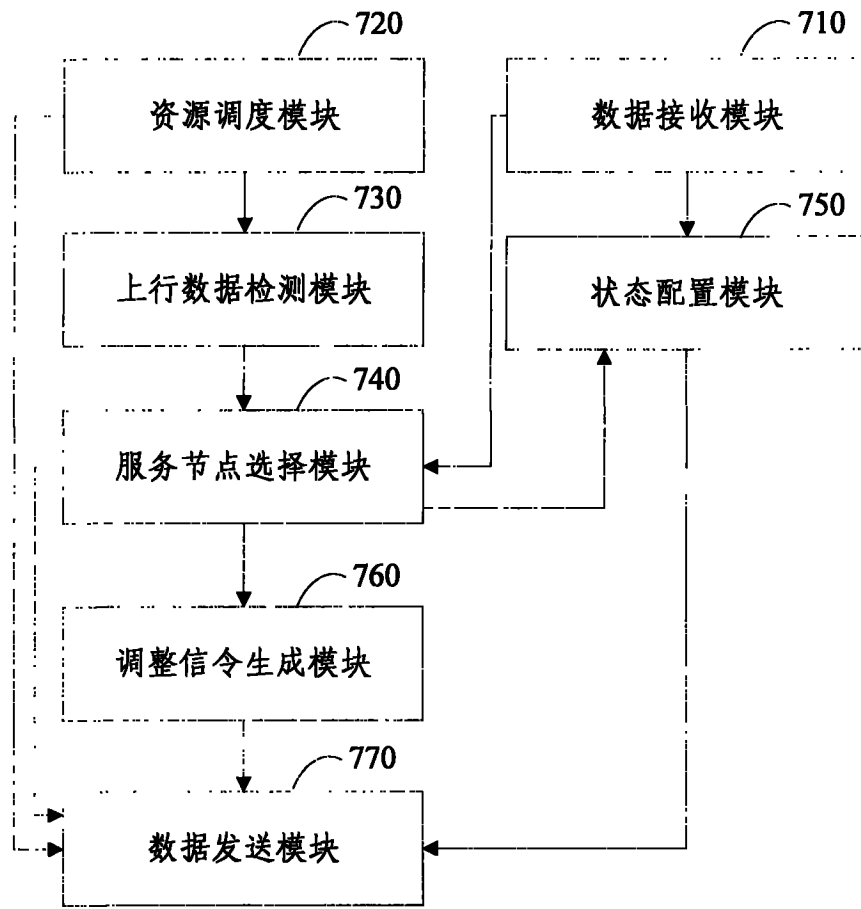 720
资源调度模块
710
数据接收模块
730
上行数据检测模块
750
状态配置模块
740
服务节点选择模块
760
调整信令生成模块
770
数据发送模块